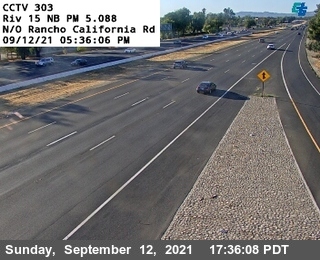 CCTV 303
Riv 15 NB PM 5.088
N/O Rancho California Rd
09/12/21 05:36:06 PM
Sunday, September 12, 2021 17:36:08 PDT